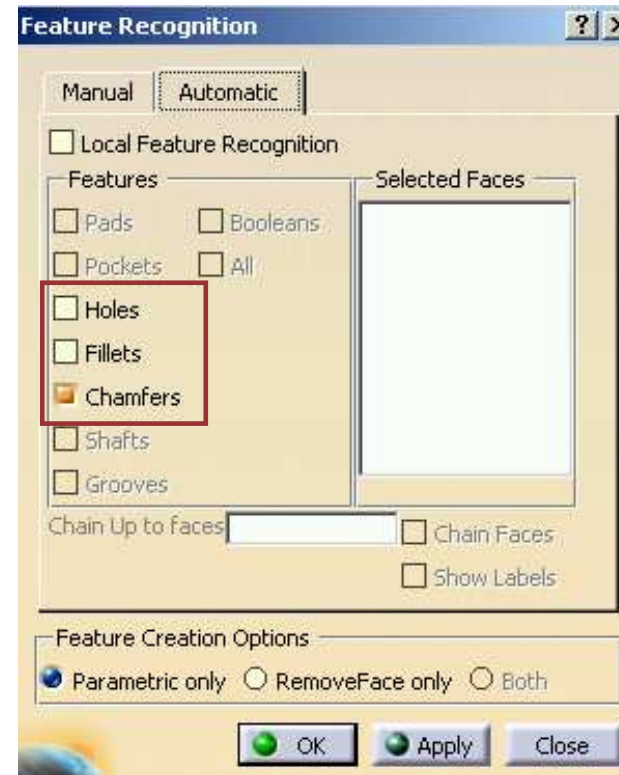 Feature Recognition
Manual Automatic
Local Feature Recognition
Features Selected Faces
Pads Booleans
Pockets All
Holes
Fillets
Chamfers
Shafts
Grooves
Chain Up to faces Chain Faces
Show Labels
Feature Creation Options
Parametric only RemoveFace only Both
OK Apply Close